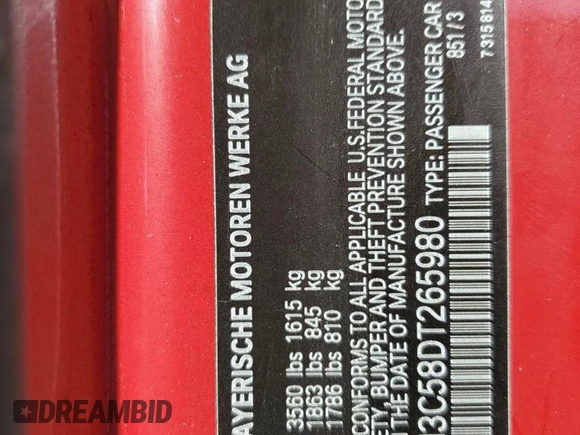 AYERISCHE MOTOREN WERKE AG
3560 lbs 1615 kg
1863 lbs 845 kg
1786 lbs 810 kg
CONFORMS TO ALL APPLICABLE U.S. FEDERAL MOTO
ETY, BUMPER AND THEFT PREVENTION STANDARD
DATE OF MANUFACTURE SHOWN ABOVE.
3C58DT265980 TYPE: PASSENGER CAR
851/3
7315814
DREAMBID